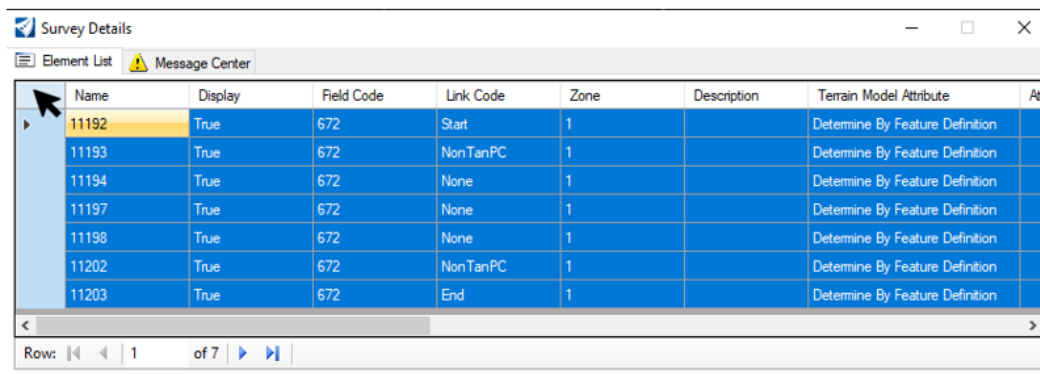 Survey Details
Element List Message Center
Name Display Field Code Link Code Zone Description Terrain Model Attribute At
11192 True 672 Start 1 Determine By Feature Definition
11193 True 672 NonTanPC 1 Determine By Feature Definition
11194 True 672 None 1 Determine By Feature Definition
11197 True 672 None 1 Determine By Feature Definition
11198 True 672 None 1 Determine By Feature Definition
11202 True 672 NonTanPC 1 Determine By Feature Definition
11203 True 672 End 1 Determine By Feature Definition
Row: 1 of 7